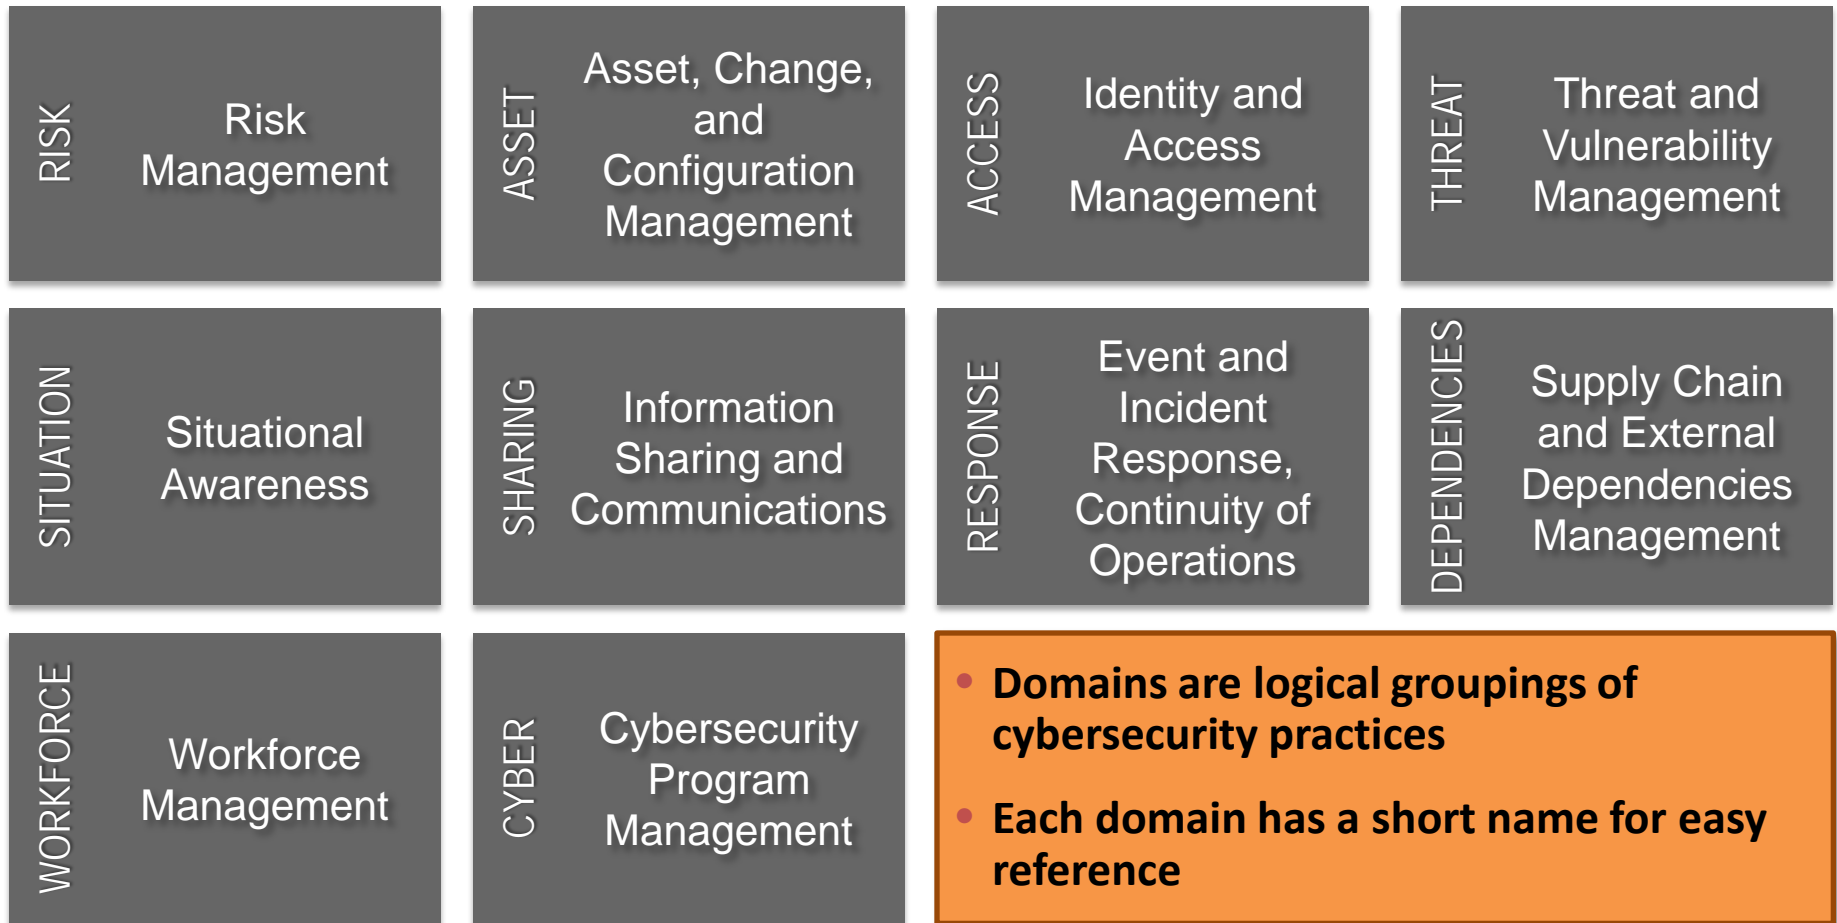 RISK
Risk
Management
ASSET
Asset, Change,
and
Configuration
Management
ACCESS
Identity and
Access
Management
THREAT
Threat and
Vulnerability
Management
SITUATION
Situational
Awareness
SHARING
Information
Sharing and
Communications
RESPONSE
Event and
Incident
Response,
Continuity of
Operations
DEPENDENCIES
Supply Chain
and External
Dependencies
Management
WORKFORCE
Workforce
Management
CYBER
Cybersecurity
Program
Management
• Domains are logical groupings of
cybersecurity practices
• Each domain has a short name for easy
reference